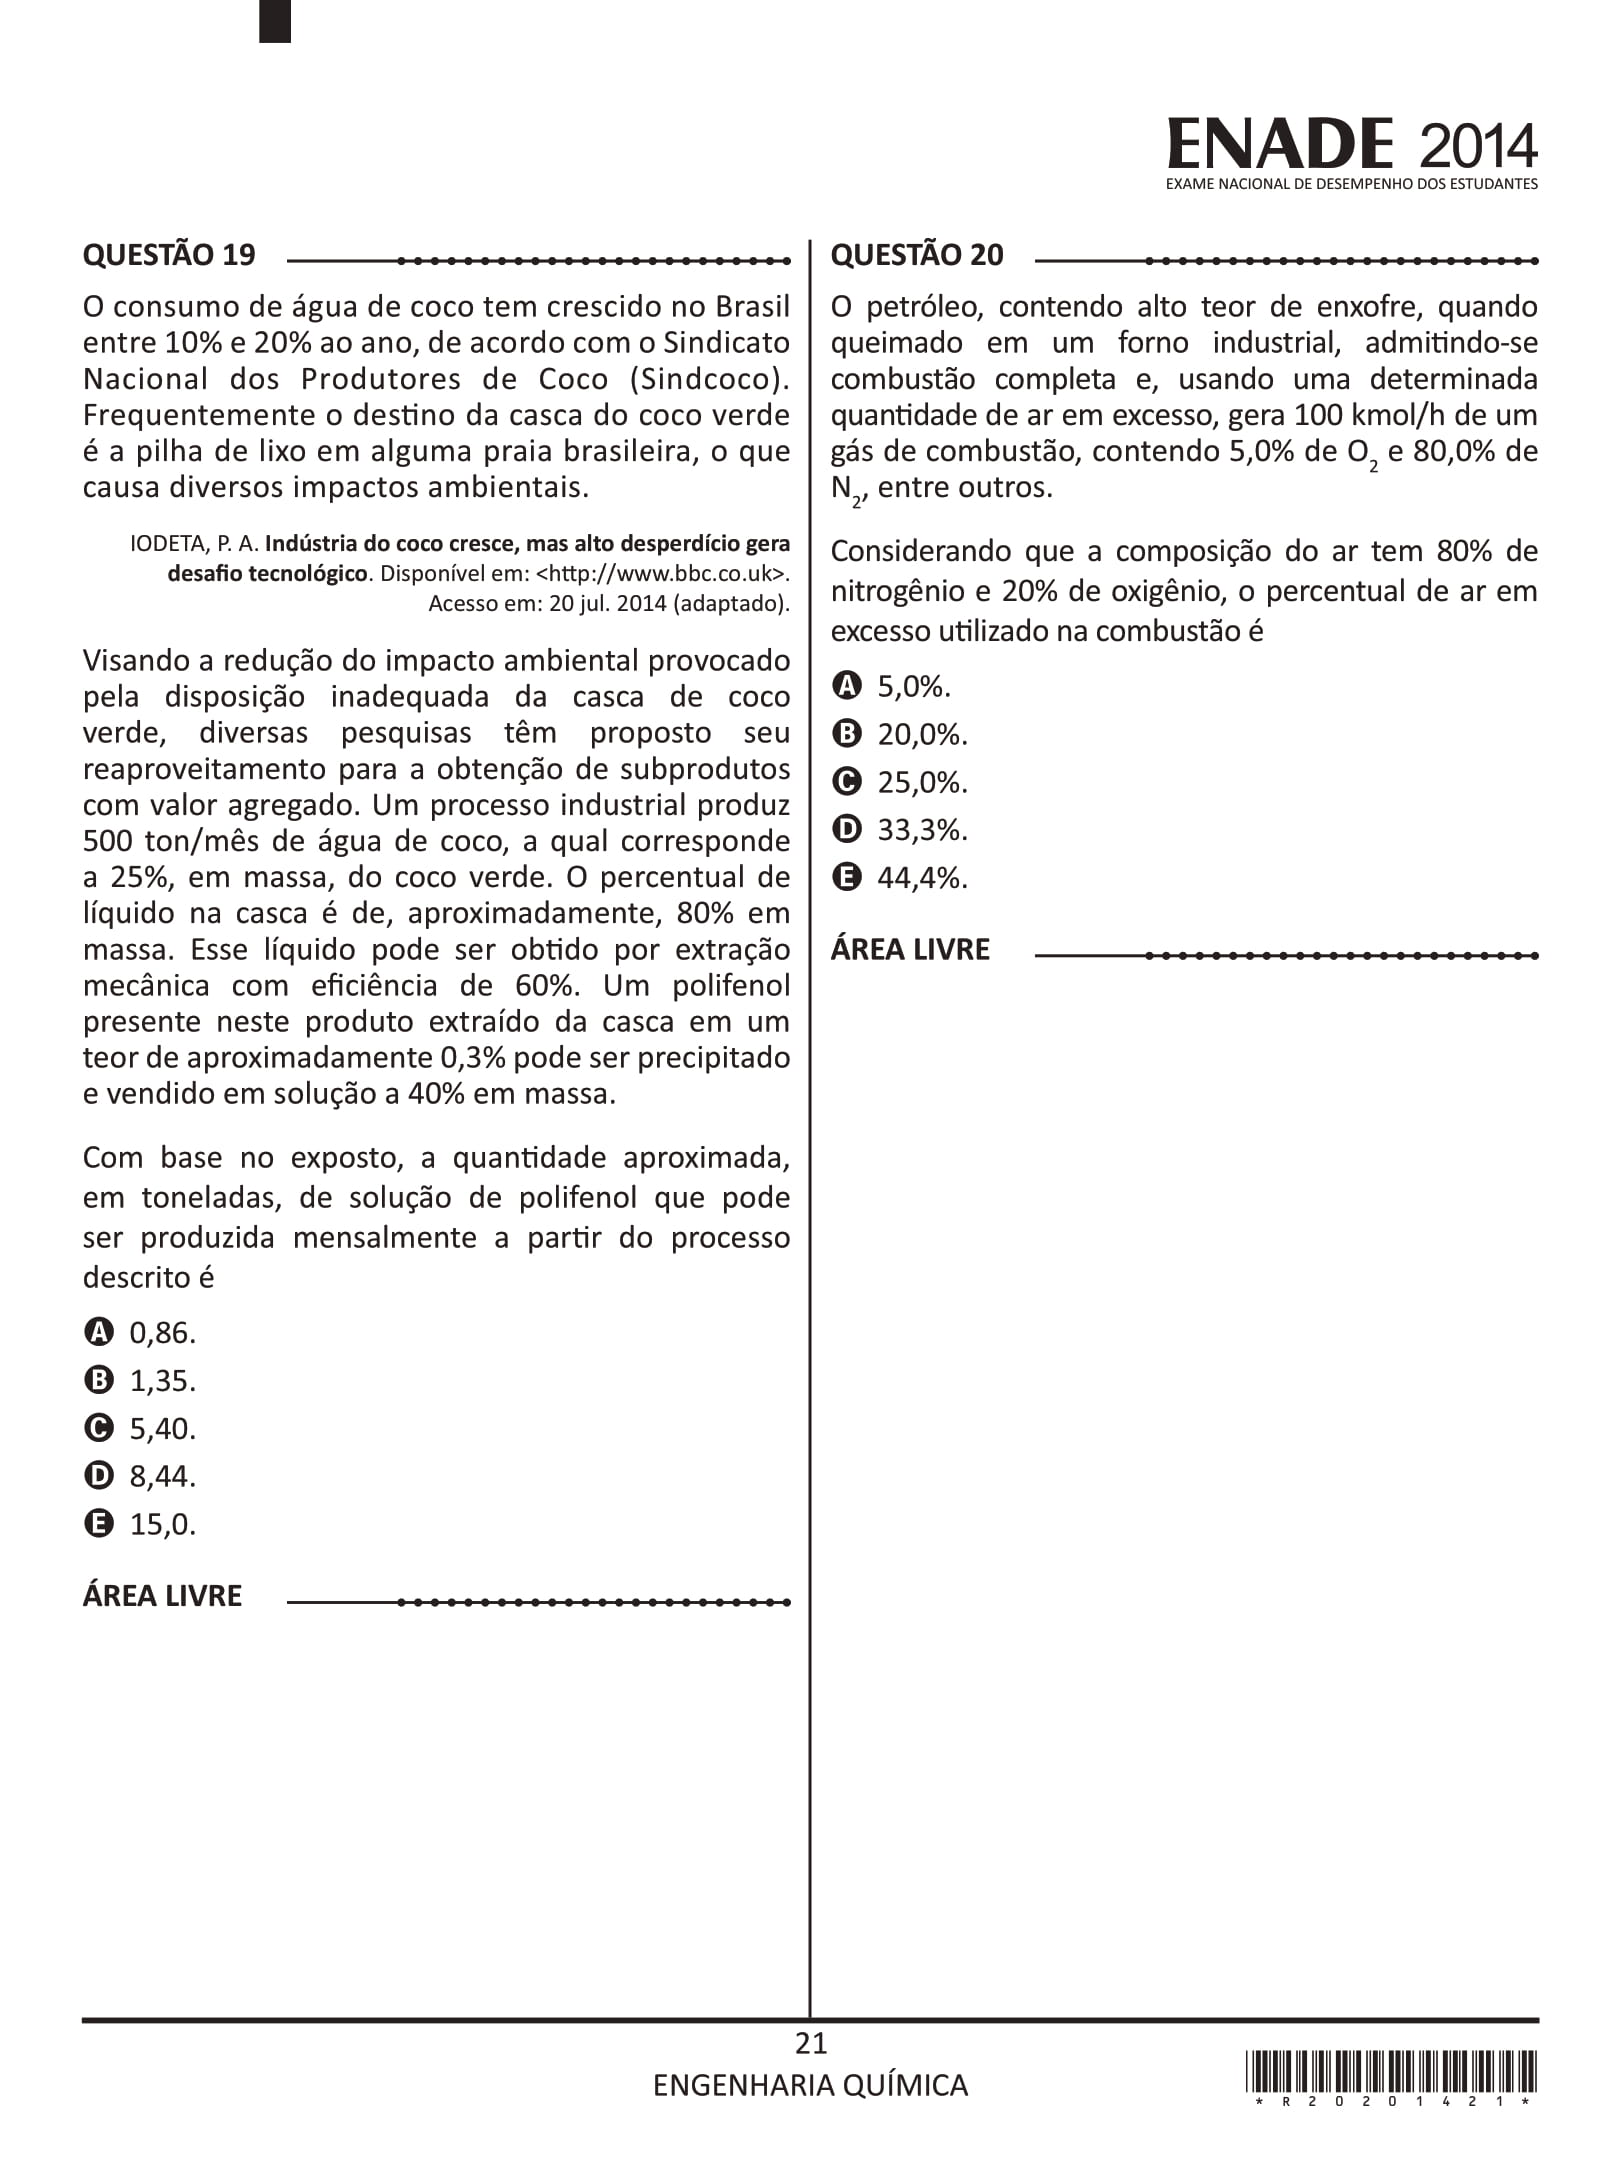 ENADE 2014
EXAME NACIONAL DE DESEMPENHO DOS ESTUDANTES
QUESTÃO 19
O consumo de água de coco tem crescido no Brasil
entre 10% e 20% ao ano, de acordo com o Sindicato
Nacional dos Produtores de Coco (Sindcoco).
Frequentemente o destino da casca do coco verde
é a pilha de lixo em alguma praia brasileira, o que
causa diversos impactos ambientais.
IODETA, P. A. Indústria do coco cresce, mas alto desperdício gera
desafio tecnológico. Disponível em: <http://www.bbc.co.uk>.
Acesso em: 20 jul. 2014 (adaptado).
Visando a redução do impacto ambiental provocado
pela disposição inadequada da casca de coco
verde, diversas pesquisas têm proposto seu
reaproveitamento para a obtenção de subprodutos
com valor agregado. Um processo industrial produz
500 ton/mês de água de coco, a qual corresponde
a 25%, em massa, do coco verde. O percentual de
líquido na casca é de, aproximadamente, 80% em
massa. Esse líquido pode ser obtido por extração
mecânica com eficiência de 60%. Um polifenol
presente neste produto extraído da casca em um
teor de aproximadamente 0,3% pode ser precipitado
e vendido em solução a 40% em massa.
Com base no exposto, a quantidade aproximada,
em toneladas, de solução de polifenol que pode
ser produzida mensalmente a partir do processo
descrito é
A 0,86.
B 1,35.
C 5,40.
D 8,44.
E 15,0.
ÁREA LIVRE
QUESTÃO 20
O petróleo, contendo alto teor de enxofre, quando
queimado em um forno industrial, admitindo-se
combustão completa e, usando uma determinada
quantidade de ar em excesso, gera 100 kmol/h de um
gás de combustão, contendo 5,0% de O2 e 80,0% de
N2, entre outros.
Considerando que a composição do ar tem 80% de
nitrogênio e 20% de oxigênio, o percentual de ar em
excesso utilizado na combustão é
A 5,0%.
B 20,0%.
C 25,0%.
D 33,3%.
E 44,4%.
ÁREA LIVRE
21
ENGENHARIA QUÍMICA
*R20201421*